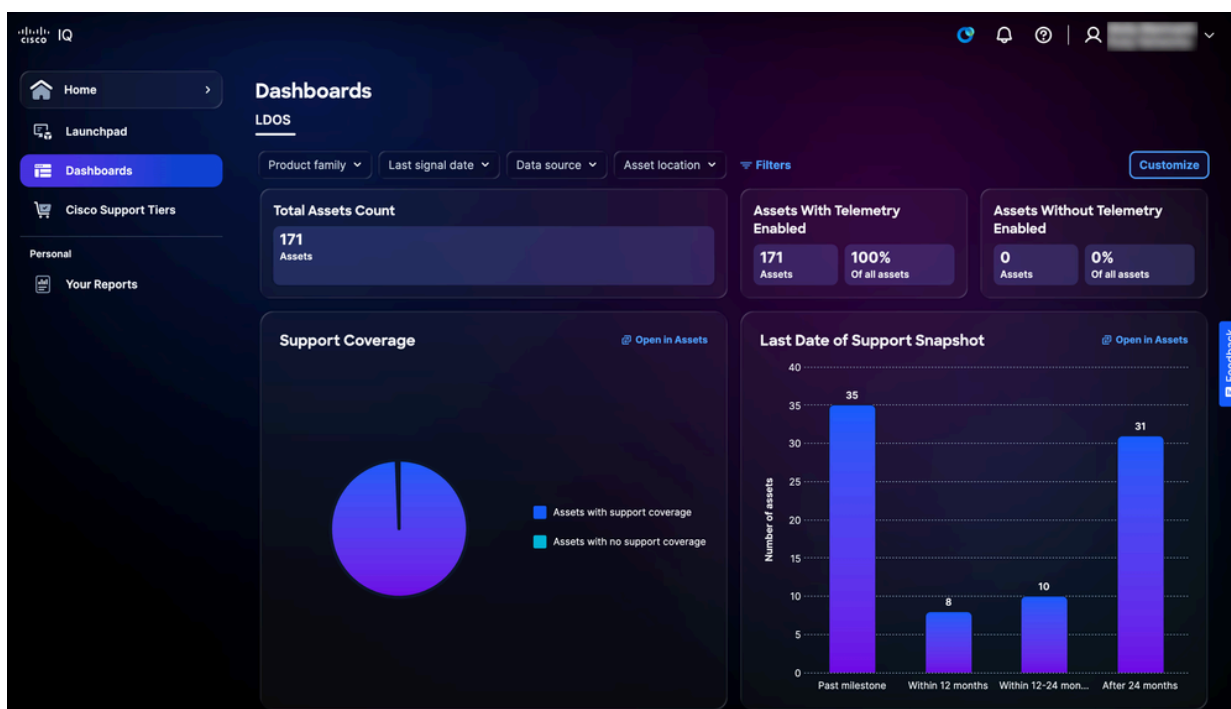 cisco IQ
Home
Launchpad
Dashboards
Cisco Support Tiers
Personal
Your Reports
Dashboards
LDOS
Product family
Last signal date
Data source
Asset location
Filters
Customize
Total Assets Count
171
Assets
Assets With Telemetry
Enabled
171
Assets
100%
Of all assets
Assets Without Telemetry
Enabled
0
Assets
0%
Of all assets
Support Coverage
Open in Assets
Assets with support coverage
Assets with no support coverage
Last Date of Support Snapshot
Open in Assets
Number of assets
40
35
30
25
20
15
10
5
0
35
8
10
31
Past milestone
Within 12 months
Within 12-24 mon...
After 24 months
Feedback